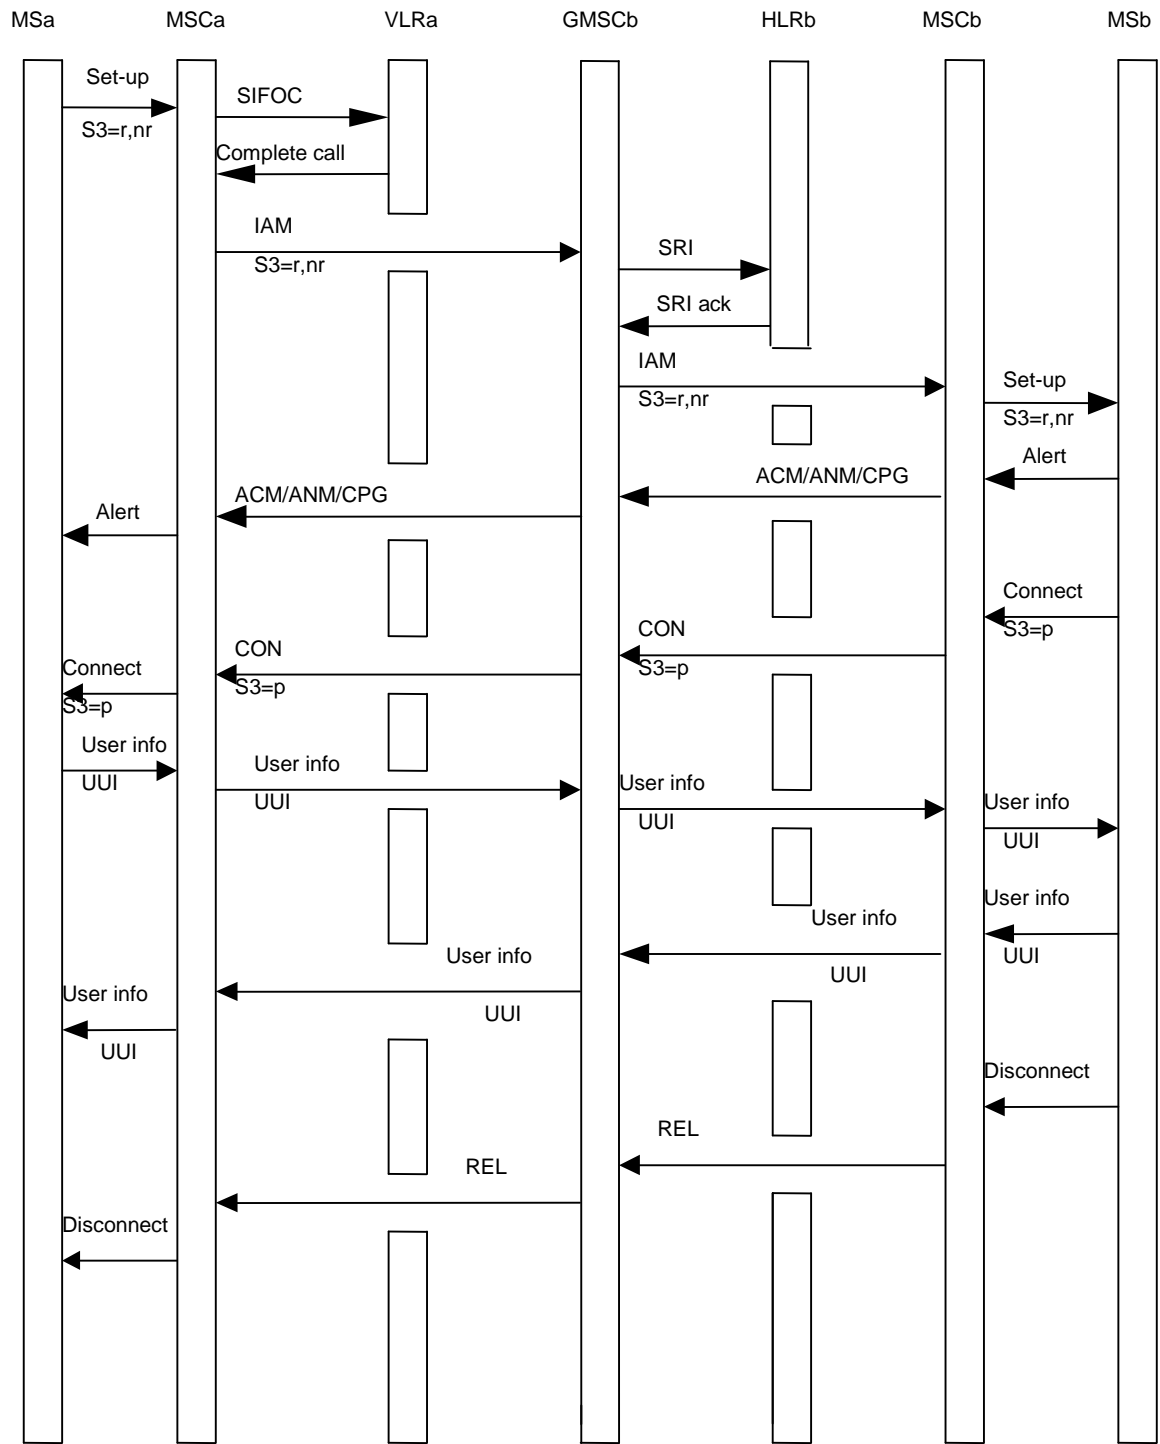 MSa MSCa VLRa GMSCb HLRb MSCb MSb
Set-up
SIFOC
S3=r,nr
Complete call
IAM
SRI
S3=r,nr
SRI ack
IAM
Set-up
S3=r,nr
S3=r,nr
Alert
ACM/ANM/CPG
ACM/ANM/CPG
Alert
Connect
CON
S3=p
CON
Connect
S3=p
S3=p
S3=p
User info
User info
UUI
User info
UUI
User info
UUI
UUI
User info
User info
User info
UUI
UUI
User info
UUI
UUI
Disconnect
REL
REL
Disconnect